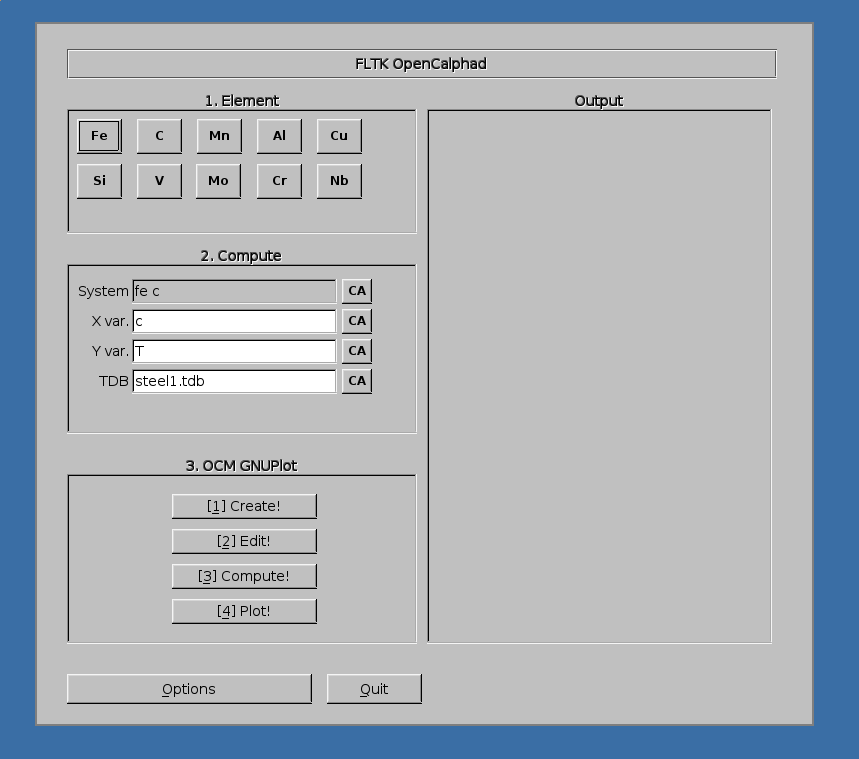 FLTK OpenCalphad
1. Element
Fe C Mn Al Cu
Si V Mo Cr Nb
2. Compute
System fe c CA
X var. c CA
Y var. T CA
TDB steel1.tdb CA
3. OCM GNUPlot
[1] Create!
[2] Edit!
[3] Compute!
[4] Plot!
Output
Options Quit